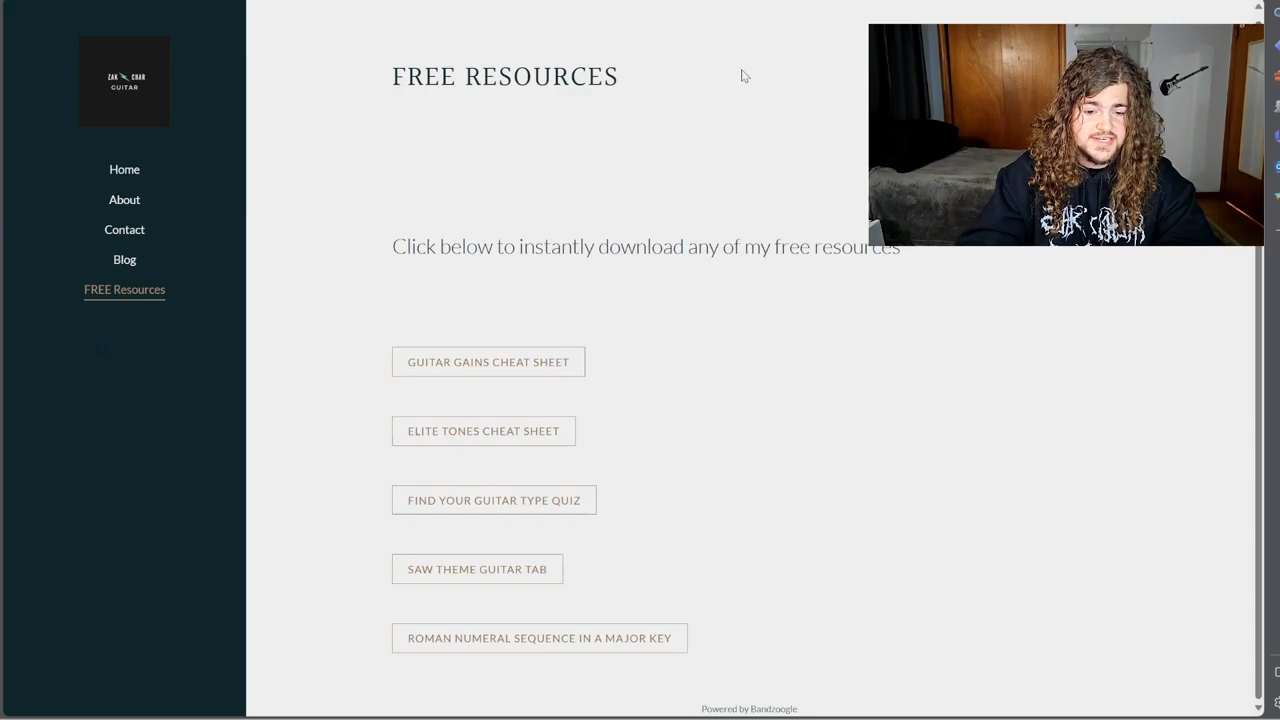 ZAK CHAR
GUITAR
Home
About
Contact
Blog
FREE Resources
FREE RESOURCES
Click below to instantly download any of my free resources
GUITAR GAINS CHEAT SHEET
ELITE TONES CHEAT SHEET
FIND YOUR GUITAR TYPE QUIZ
SAW THEME GUITAR TAB
ROMAN NUMERAL SEQUENCE IN A MAJOR KEY
Powered by Bandzoogle